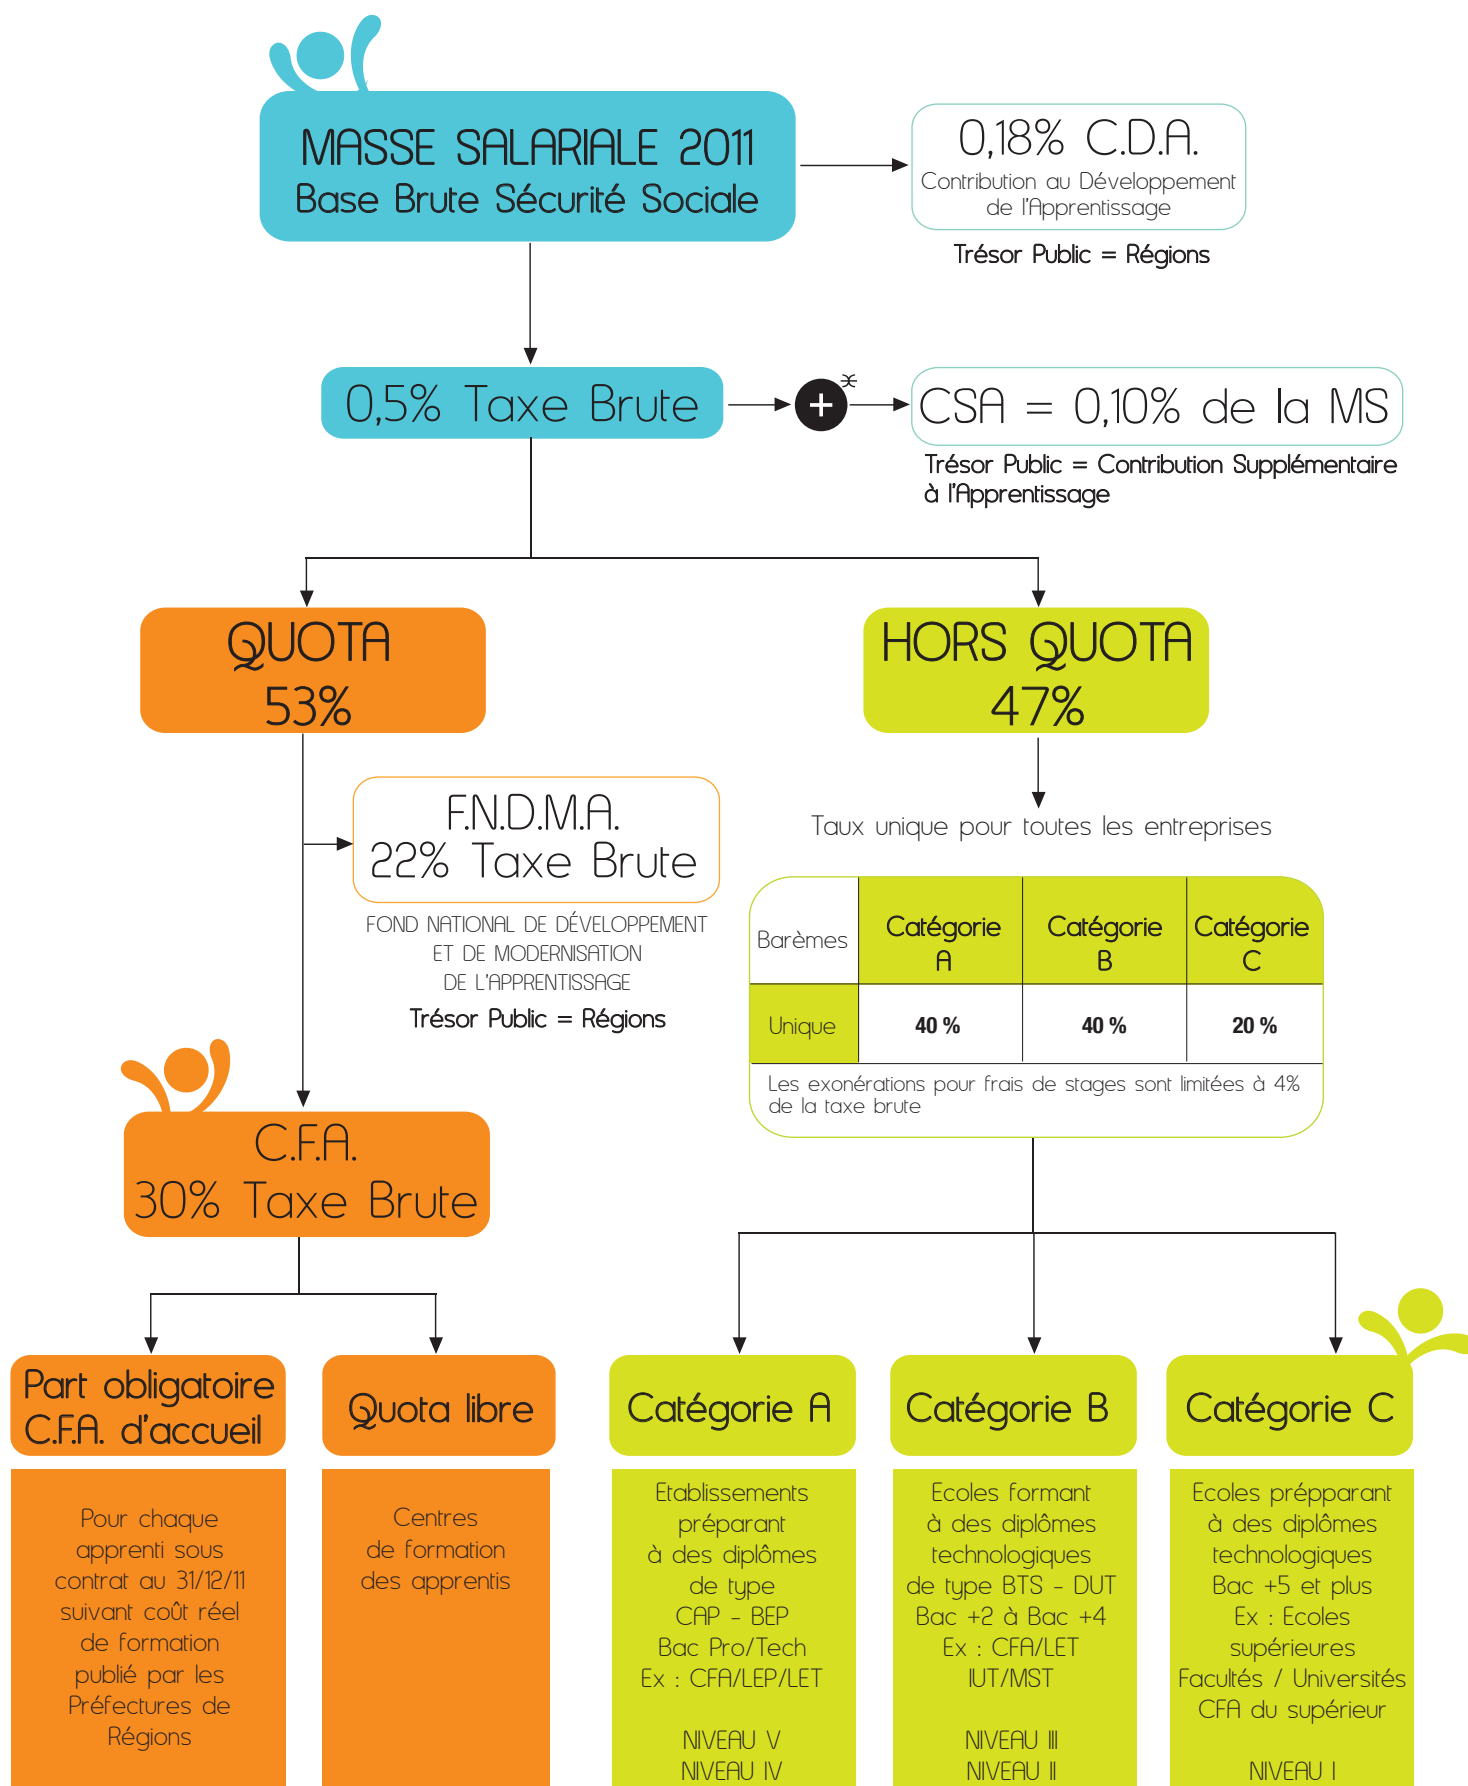 MASSE SALARIALE 2011
Base Brute Sécurité Sociale
0,18% C.D.A.
Contribution au Développement
de l'Apprentissage
Trésor Public = Régions
0,5% Taxe Brute
+
*
CSA = 0,10% de la MS
Trésor Public = Contribution Supplémentaire
à l'Apprentissage
QUOTA
53%
HORS QUOTA
47%
F.N.D.M.A.
22% Taxe Brute
FOND NATIONAL DE DÉVELOPPEMENT
ET DE MODERNISATION
DE L'APPRENTISSAGE
Trésor Public = Régions
Taux unique pour toutes les entreprises
Barèmes
Catégorie
A
Catégorie
B
Catégorie
C
Unique
40 %
40 %
20 %
Les exonérations pour frais de stages sont limitées à 4%
de la taxe brute
C.F.A.
30% Taxe Brute
Part obligatoire
C.F.A. d'accueil
Pour chaque
apprenti sous
contrat au 31/12/11
suivant coût réel
de formation
publié par les
Préfectures de
Régions
Quota libre
Centres
de formation
des apprentis
Catégorie A
Etablissements
préparant
à des diplômes
de type
CAP - BEP
Bac Pro/Tech
Ex : CFA/LEP/LET
NIVEAU V
NIVEAU IV
Catégorie B
Ecoles formant
à des diplômes
technologiques
de type BTS - DUT
Bac +2 à Bac +4
Ex : CFA/LET
IUT/MST
NIVEAU III
NIVEAU II
Catégorie C
Ecoles prépparant
à des diplômes
technologiques
Bac +5 et plus
Ex : Ecoles
supérieures
Facultés / Universités
CFA du supérieur
NIVEAU I